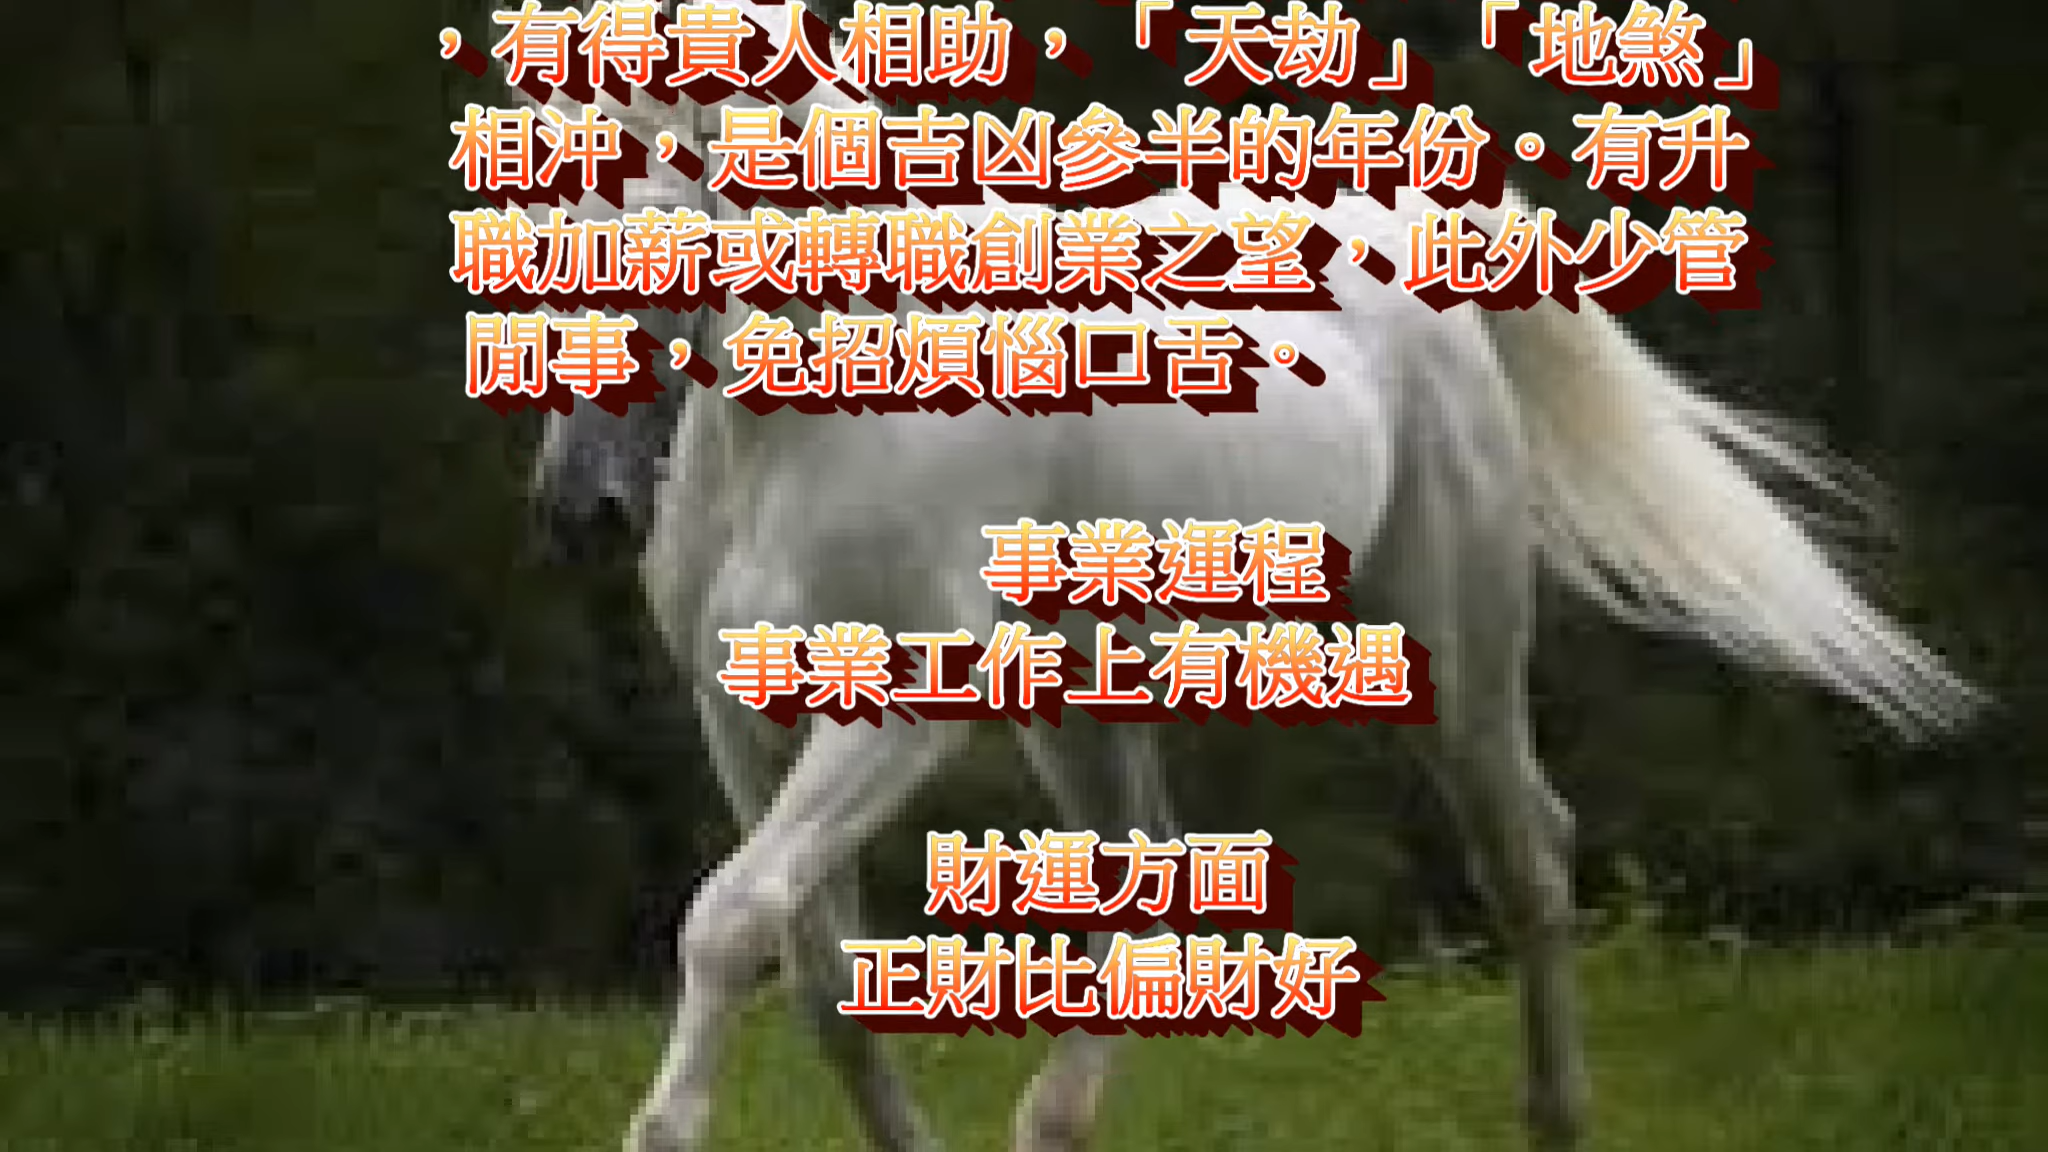 ，有得貴人相助，「天劫」「地煞」
相沖，是個吉凶參半的年份。有升
職加薪或轉職創業之望，此外少管
閒事，免招煩惱口舌。
事業運程
事業工作上有機遇
財運方面
正財比偏財好